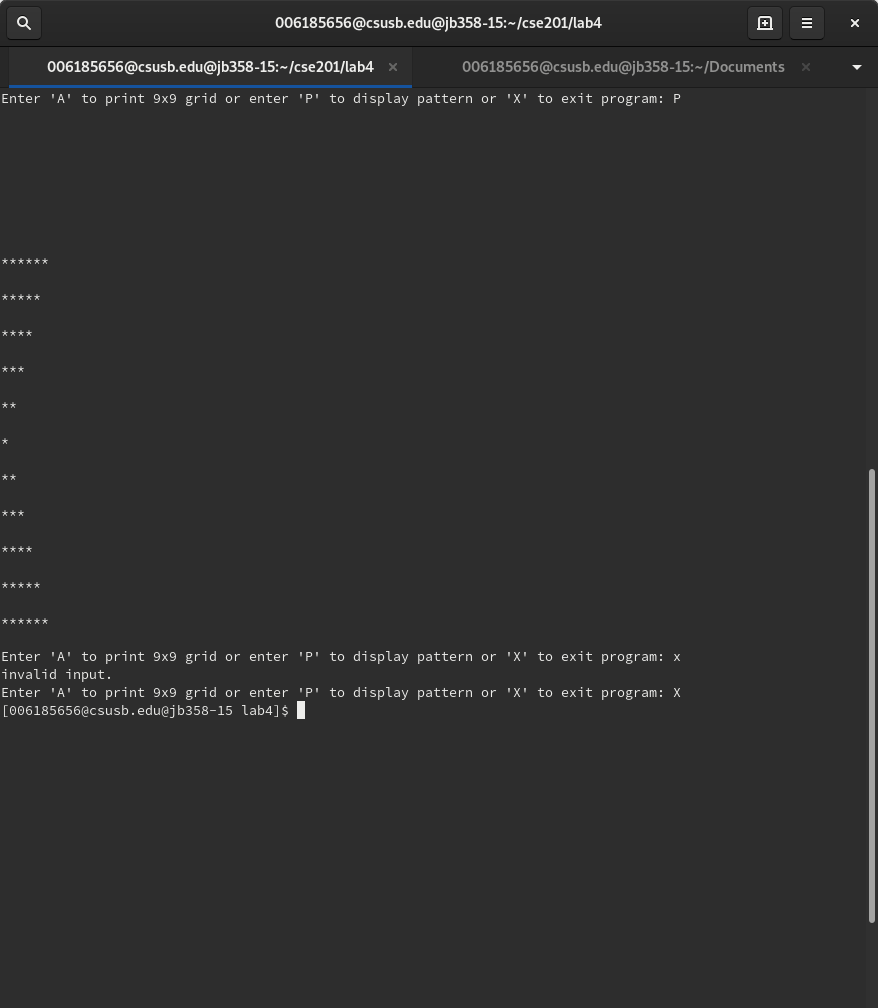 006185656@csusb.edu@jb358-15:~/cse201/lab4
006185656@csusb.edu@jb358-15:~/cse201/lab4 × 006185656@csusb.edu@jb358-15:~/Documents ×
Enter 'A' to print 9x9 grid or enter 'P' to display pattern or 'X' to exit program: P
******
*****
****
***
**
*
**
***
****
*****
******
Enter 'A' to print 9x9 grid or enter 'P' to display pattern or 'X' to exit program: x
invalid input.
Enter 'A' to print 9x9 grid or enter 'P' to display pattern or 'X' to exit program: X
[006185656@csusb.edu@jb358-15 lab4]$